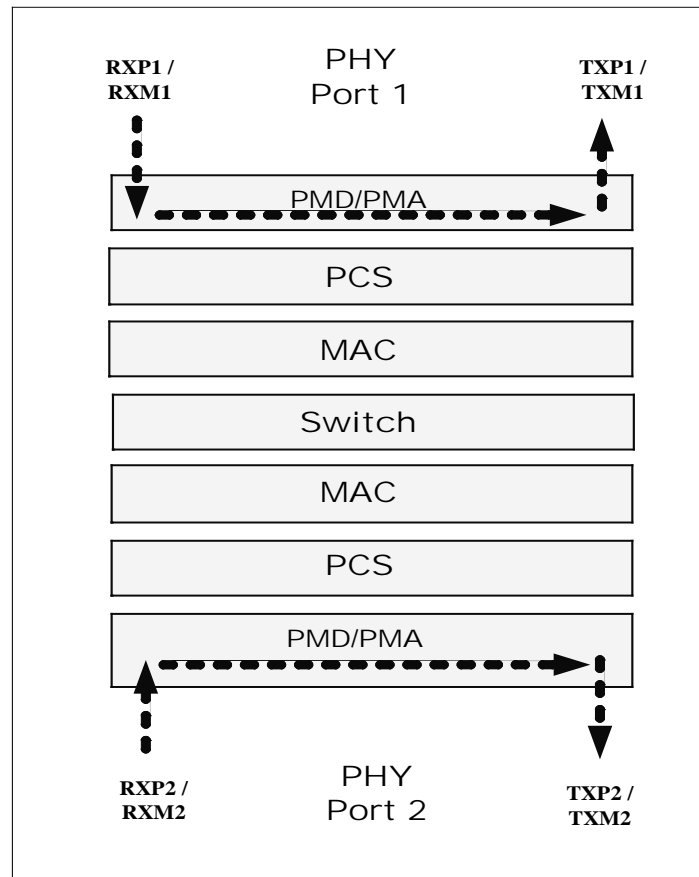 RXP1 /
RXM1
PHY
Port 1
TXP1 /
TXM1
PMD/PMA
PCS
MAC
Switch
MAC
PCS
PMD/PMA
RXP2 /
RXM2
PHY
Port 2
TXP2 /
TXM2